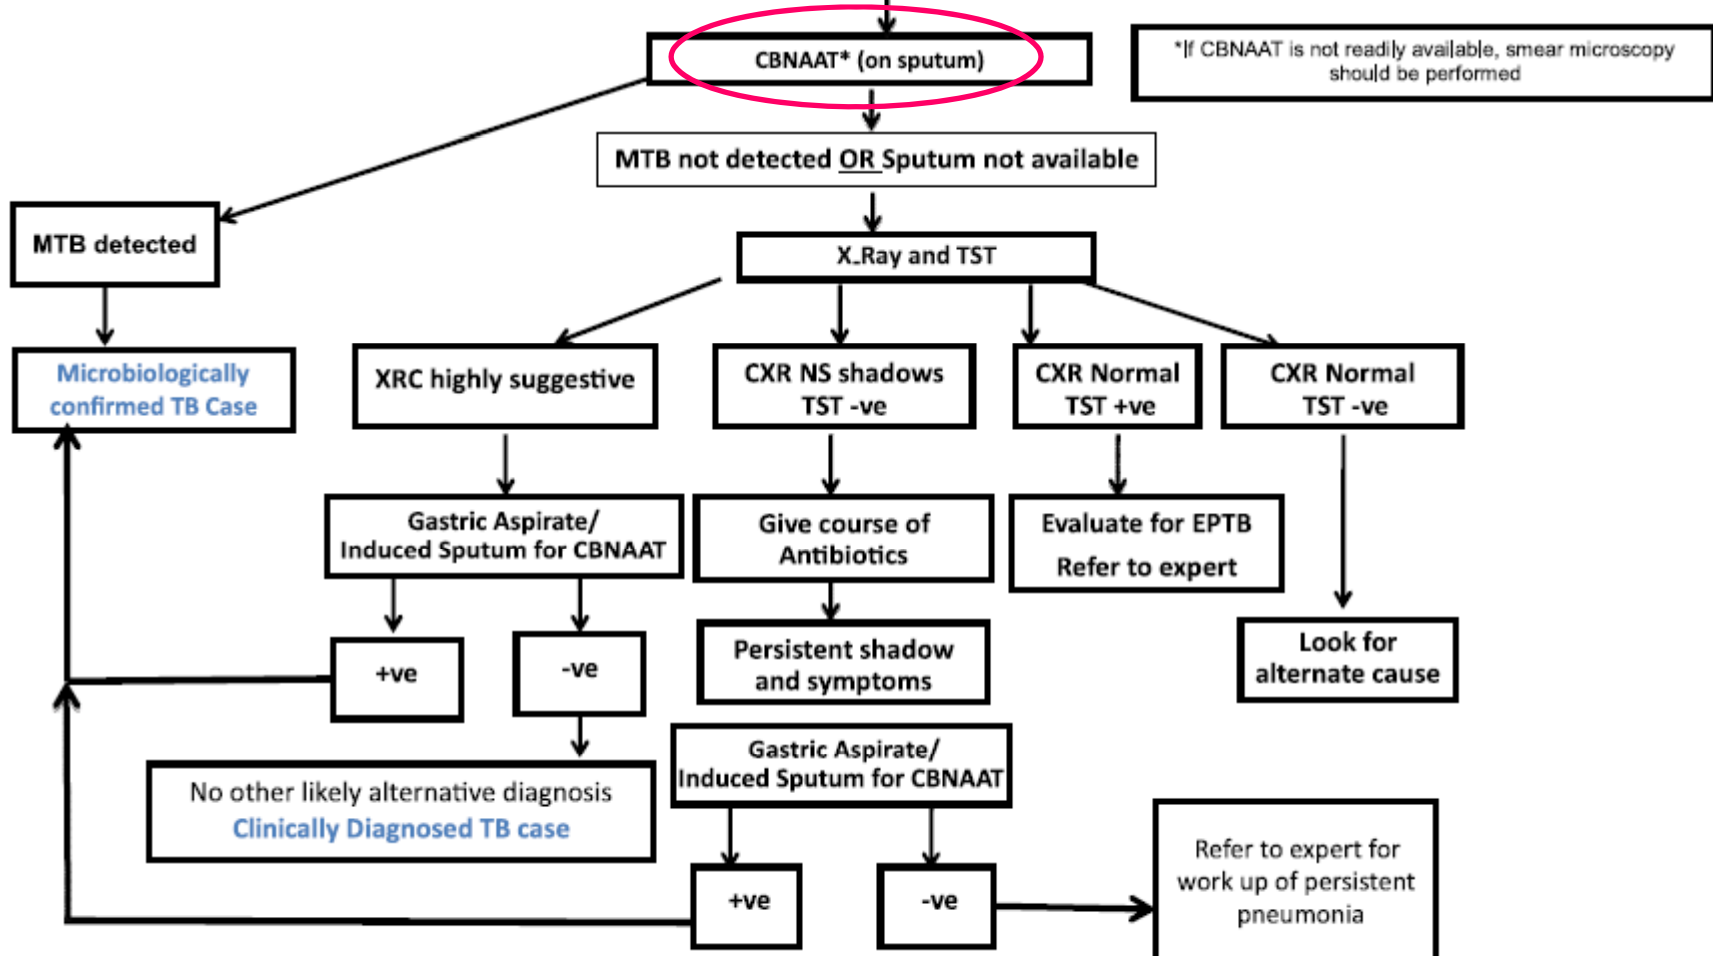 CBNAAT* (on sputum)
*If CBNAAT is not readily available, smear microscopy
should be performed
MTB not detected OR Sputum not available
MTB detected
X-Ray and TST
Microbiologically
confirmed TB Case
XRC highly suggestive
CXR NS shadows
TST -ve
CXR Normal
TST +ve
CXR Normal
TST -ve
Gastric Aspirate/
Induced Sputum for CBNAAT
Give course of
Antibiotics
Evaluate for EPTB
Refer to expert
+ve
-ve
Persistent shadow
and symptoms
Look for
alternate cause
No other likely alternative diagnosis
Clinically Diagnosed TB case
Gastric Aspirate/
Induced Sputum for CBNAAT
+ve
-ve
Refer to expert for
work up of persistent
pneumonia